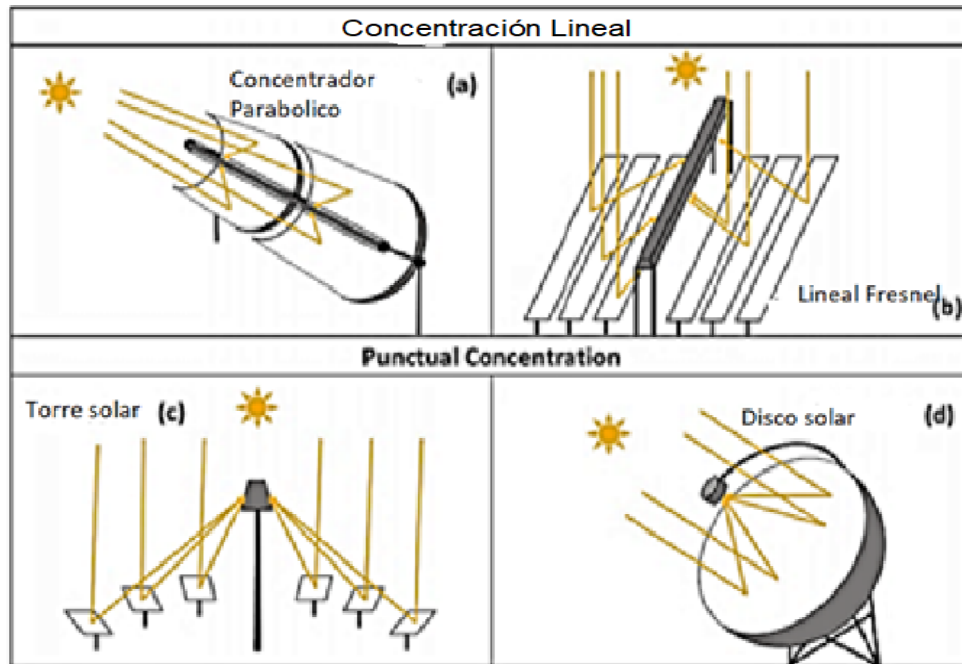 Concentración Lineal
Concentrador
Parabolico
(a)
Lineal Fresnel
(b)
Punctual Concentration
Torre solar
(c)
Disco solar
(d)